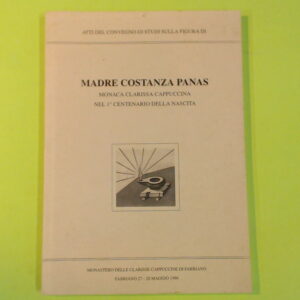 ATTI DEL CONVEGNO DI STUDI SULLA FIGURA DI
MADRE COSTANZA PANAS
MONACA CLARISSA CAPPUCCINA
NEL 1° CENTENARIO DELLA NASCITA
MONASTERO DELLE CLARISSE CAPPUCCINE DI FABRIANO
FABRIANO 27 - 28 MAGGIO 1996